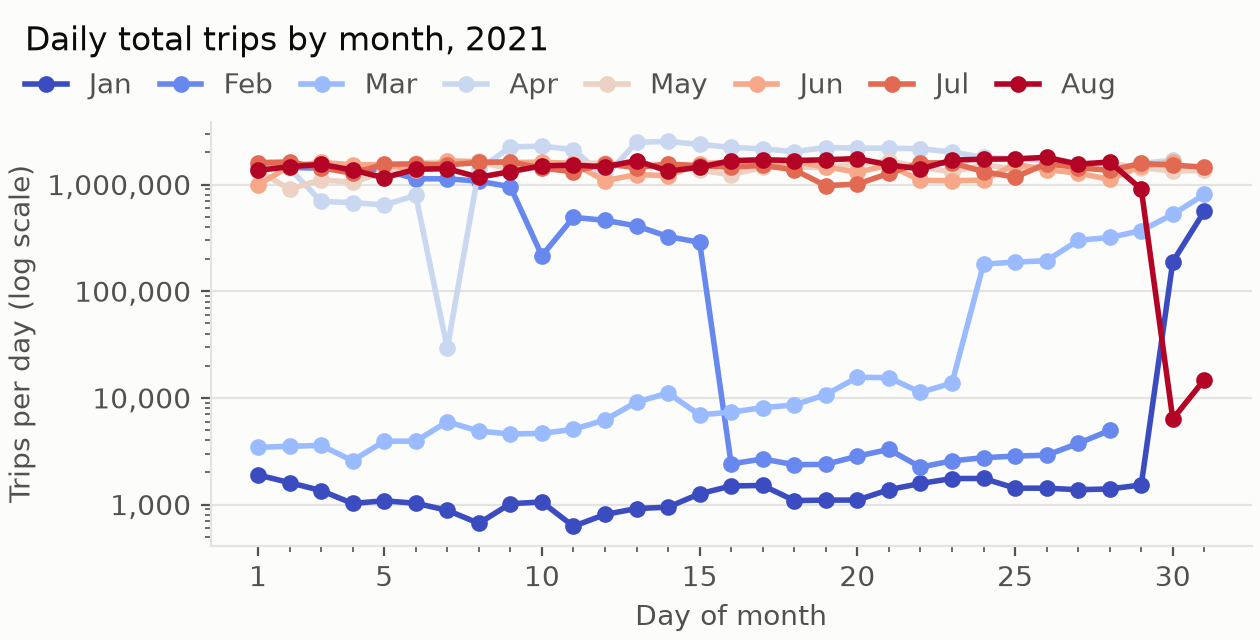 Daily total trips by month, 2021
Jan Feb Mar Apr May Jun Jul Aug
Trips per day (log scale)
1,000,000
100,000
10,000
1,000
1 5 10 15 20 25 30
Day of month